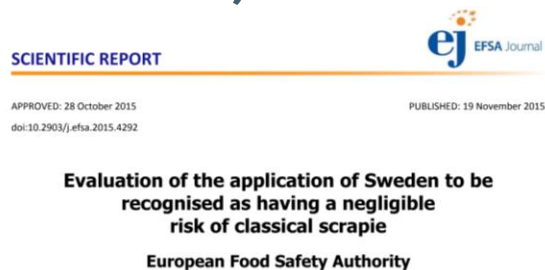 ej EFSA Journal
SCIENTIFIC REPORT
APPROVED: 28 October 2015 PUBLISHED: 19 November 2015
doi:10.2903/j.efsa.2015.4292
Evaluation of the application of Sweden to be
recognised as having a negligible
risk of classical scrapie
European Food Safety Authority